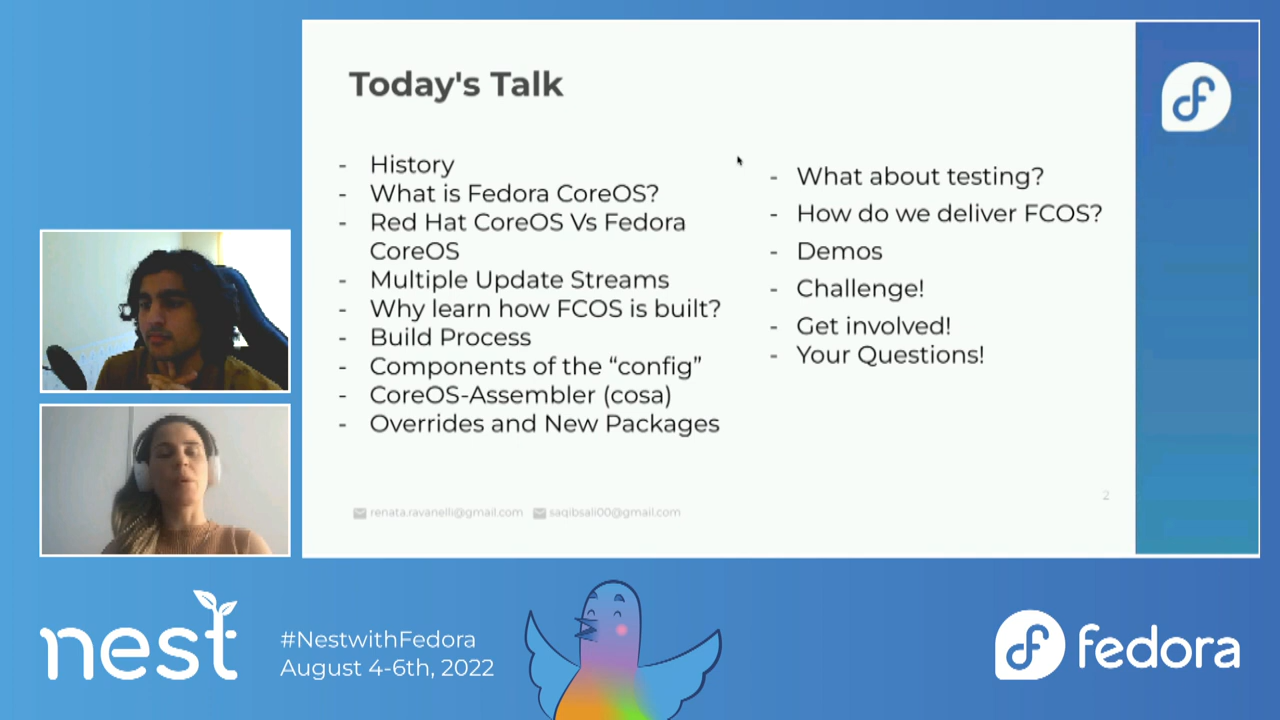 Today's Talk
- History
- What is Fedora CoreOS?
- Red Hat CoreOS Vs Fedora
CoreOS
- Multiple Update Streams
- Why learn how FCOS is built?
- Build Process
- Components of the “config”
- CoreOS-Assembler (cosa)
- Overrides and New Packages
- What about testing?
- How do we deliver FCOS?
- Demos
- Challenge!
- Get involved!
- Your Questions!
2
renata.ravanelli@gmail.com saqibsali00@gmail.com
nest
#NestwithFedora
August 4-6th, 2022
fedora